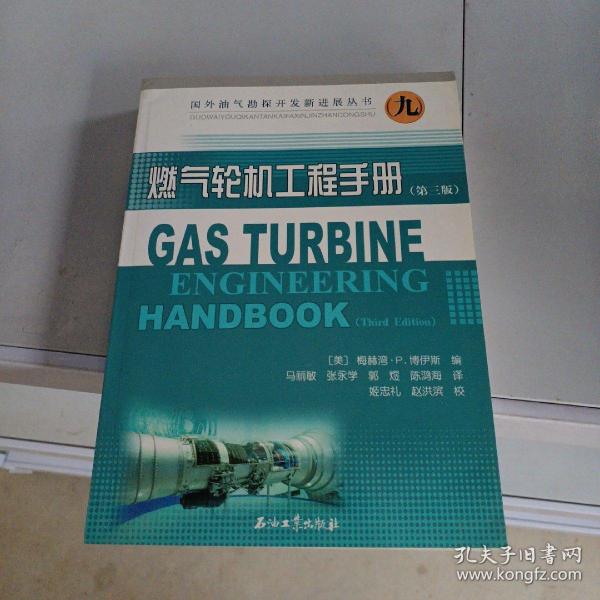 国外油气勘探开发新进展丛书
GUOWAIYOUQIKANTANKAIFAXINJINZHANCONGSHU
九
燃气轮机工程手册(第三版)
GAS TURBINE
ENGINEERING
HANDBOOK(Third Edition)
[美] 梅赫湾·P.博伊斯 编
马丽敏 张永学 郭 煜 陈鸿海 译
姬忠礼 赵洪滨 校
石油工业出版社
孔夫子旧书网
www.kongfz.com